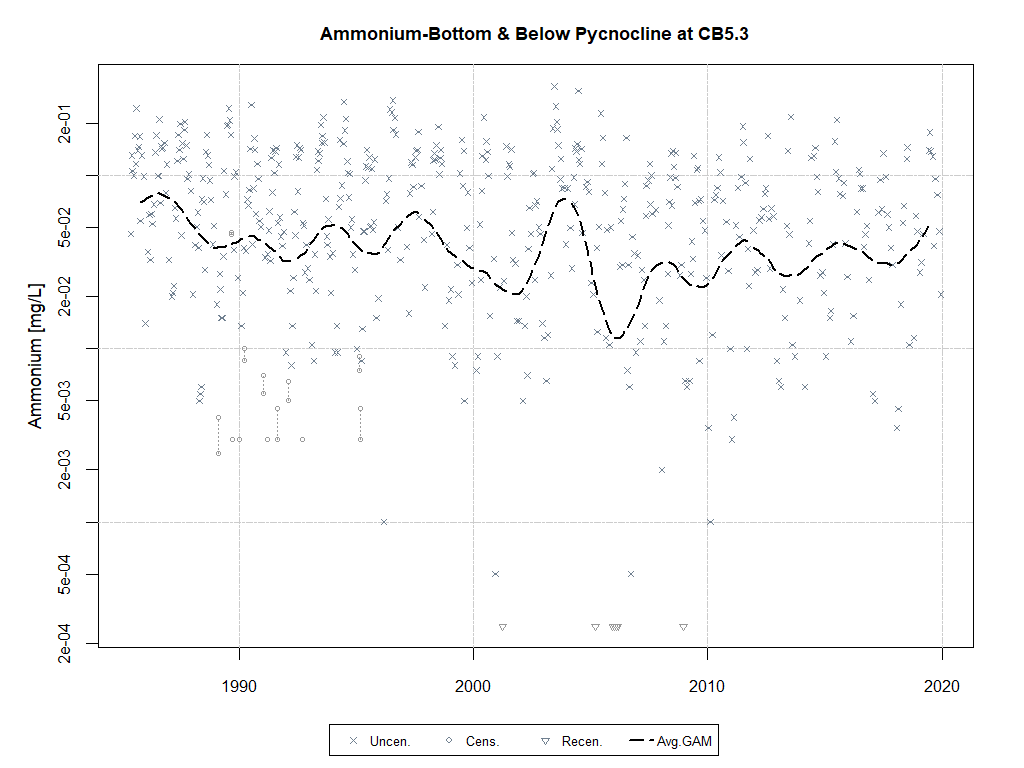 Ammonium-Bottom & Below Pycnocline at CB5.3
Ammonium [mg/L]
2e-01
5e-02
2e-02
5e-03
2e-03
5e-04
2e-04
1990 2000 2010 2020
Uncen. Cens. Recen. Avg.GAM